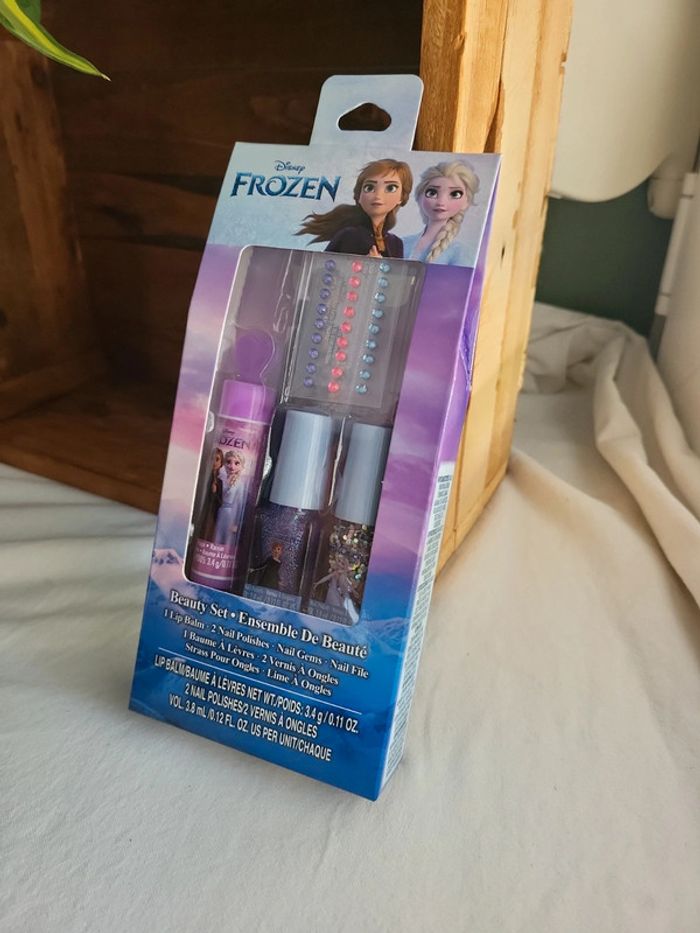 Disney
FROZEN
Disney
Beauty Set • Ensemble De Beauté
1 Lip Balm · 2 Nail Polishes · Nail Gems · Nail File
1 Baume À Lèvres · 2 Vernis À Ongles
Strass Pour Ongles · Lime À Ongles
LIP BALM/BAUME À LÈVRES NET WT./POIDS: 3.4 g / 0.11 OZ.
2 NAIL POLISHES/2 VERNIS À ONGLES
VOL. 3.8 mL /0.12 FL. OZ. US PER UNIT/CHAQUE